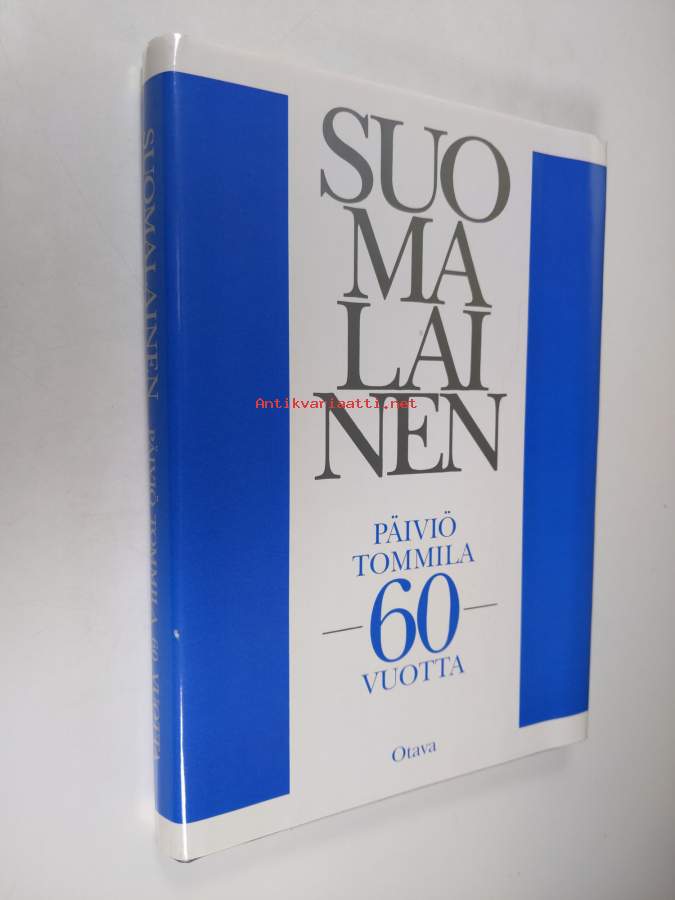 SUO
MA
LAI
NEN
PÄIVIÖ
TOMMILA
60
VUOTTA
Otava
SUOMALAINEN PÄIVIÖ TOMMILA 60 VUOTTA
Antikvariaatti.net